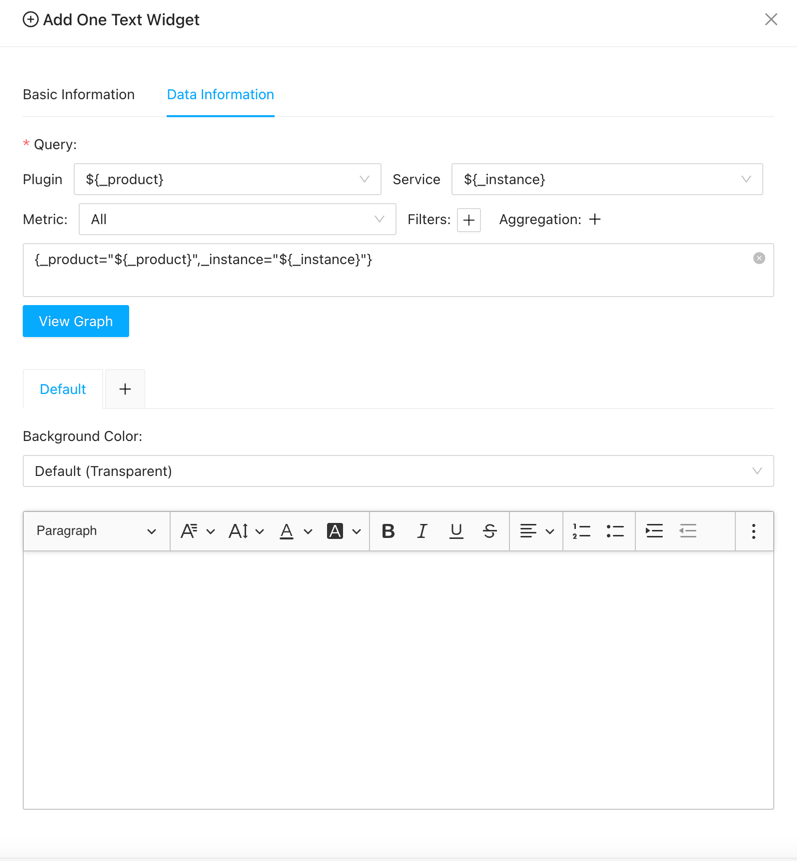 Add One Text Widget
Basic Information Data Information
* Query:
Plugin ${_product} Service ${_instance}
Metric: All Filters: + Aggregation: +
{_product="${_product}",_instance="${_instance}"}
View Graph
Default +
Background Color:
Default (Transparent)
Paragraph A A A A B I U S